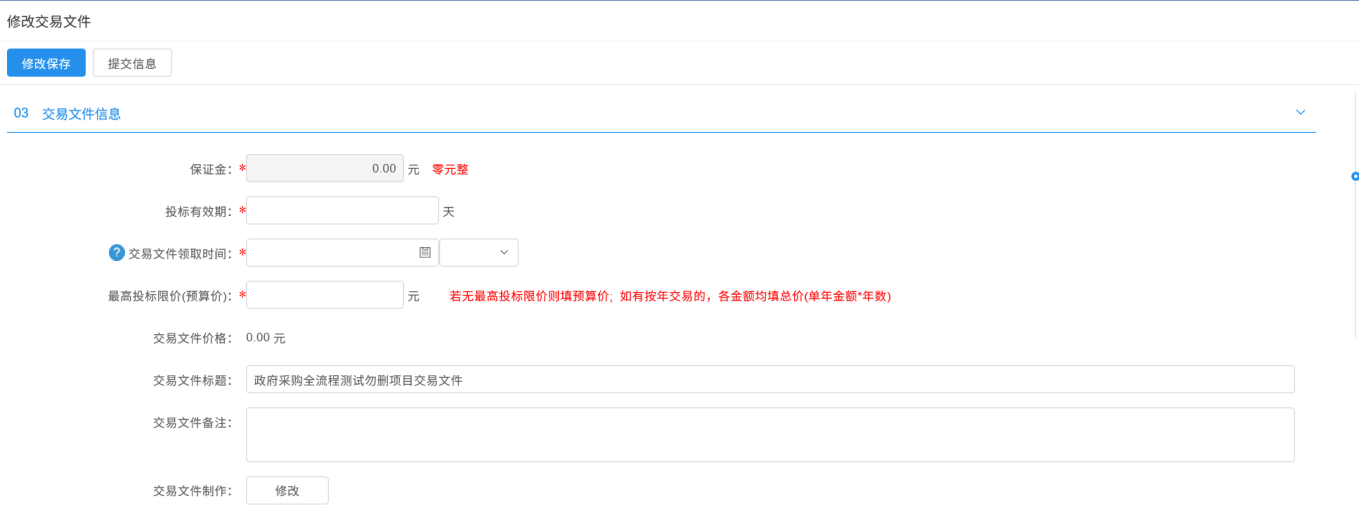 修改交易文件
修改保存 提交信息
03 交易文件信息
保证金: * 0.00 元 零元整
投标有效期: * 天
? 交易文件领取时间: *
最高投标限价(预算价): * 元 若无最高投标限价则填预算价; 如有按年交易的，各金额均填总价(单年金额*年数)
交易文件价格: 0.00 元
交易文件标题: 政府采购全流程测试勿删项目交易文件
交易文件备注:
交易文件制作: 修改